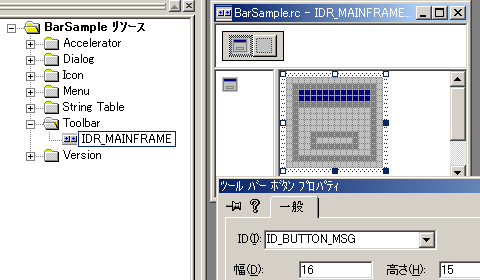 BarSample リソース
Accelerator
Dialog
Icon
Menu
String Table
Toolbar
IDR_MAINFRAME
Version
BarSample.rc - IDR_MAINFRAME...
ツール バー ボタン プロパティ
一般
ID(I): ID_BUTTON_MSG
幅(D): 16 高さ(H): 15